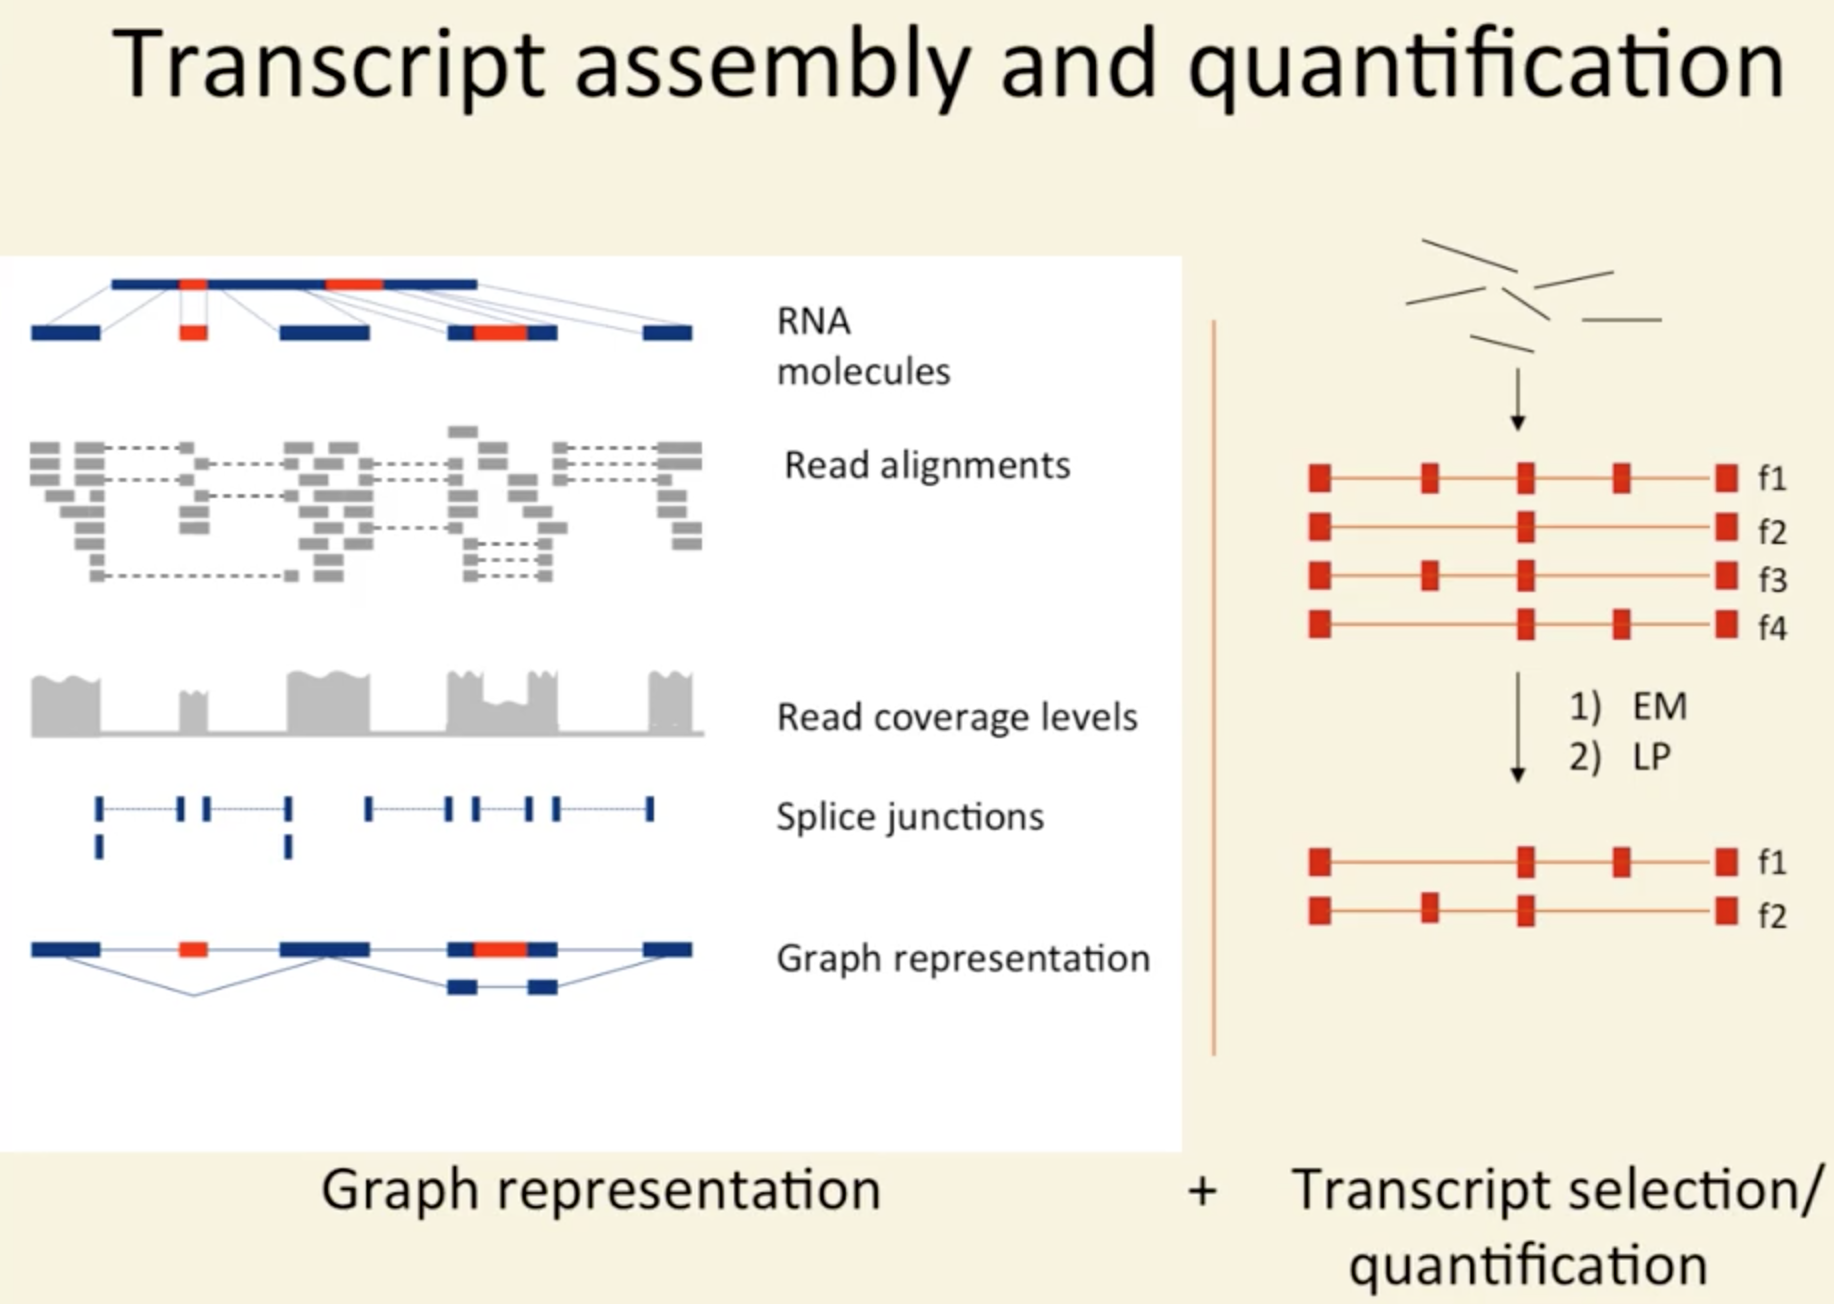 Transcript assembly and quantification
RNA
molecules
Read alignments
Read coverage levels
Splice junctions
Graph representation
f1
f2
f3
f4
1) EM
2) LP
f1
f2
Graph representation
+
Transcript selection/
quantification